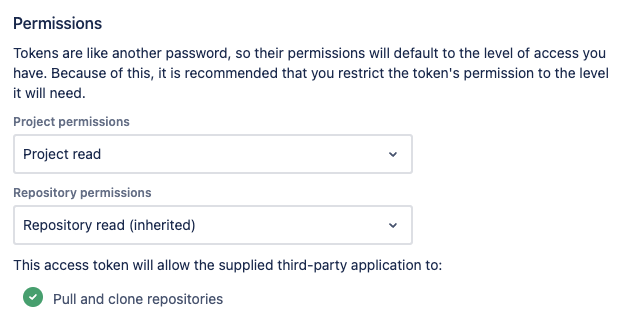 Permissions
Tokens are like another password, so their permissions will default to the level of access you
have. Because of this, it is recommended that you restrict the token's permission to the level
it will need.
Project permissions
Project read
Repository permissions
Repository read (inherited)
This access token will allow the supplied third-party application to:
Pull and clone repositories